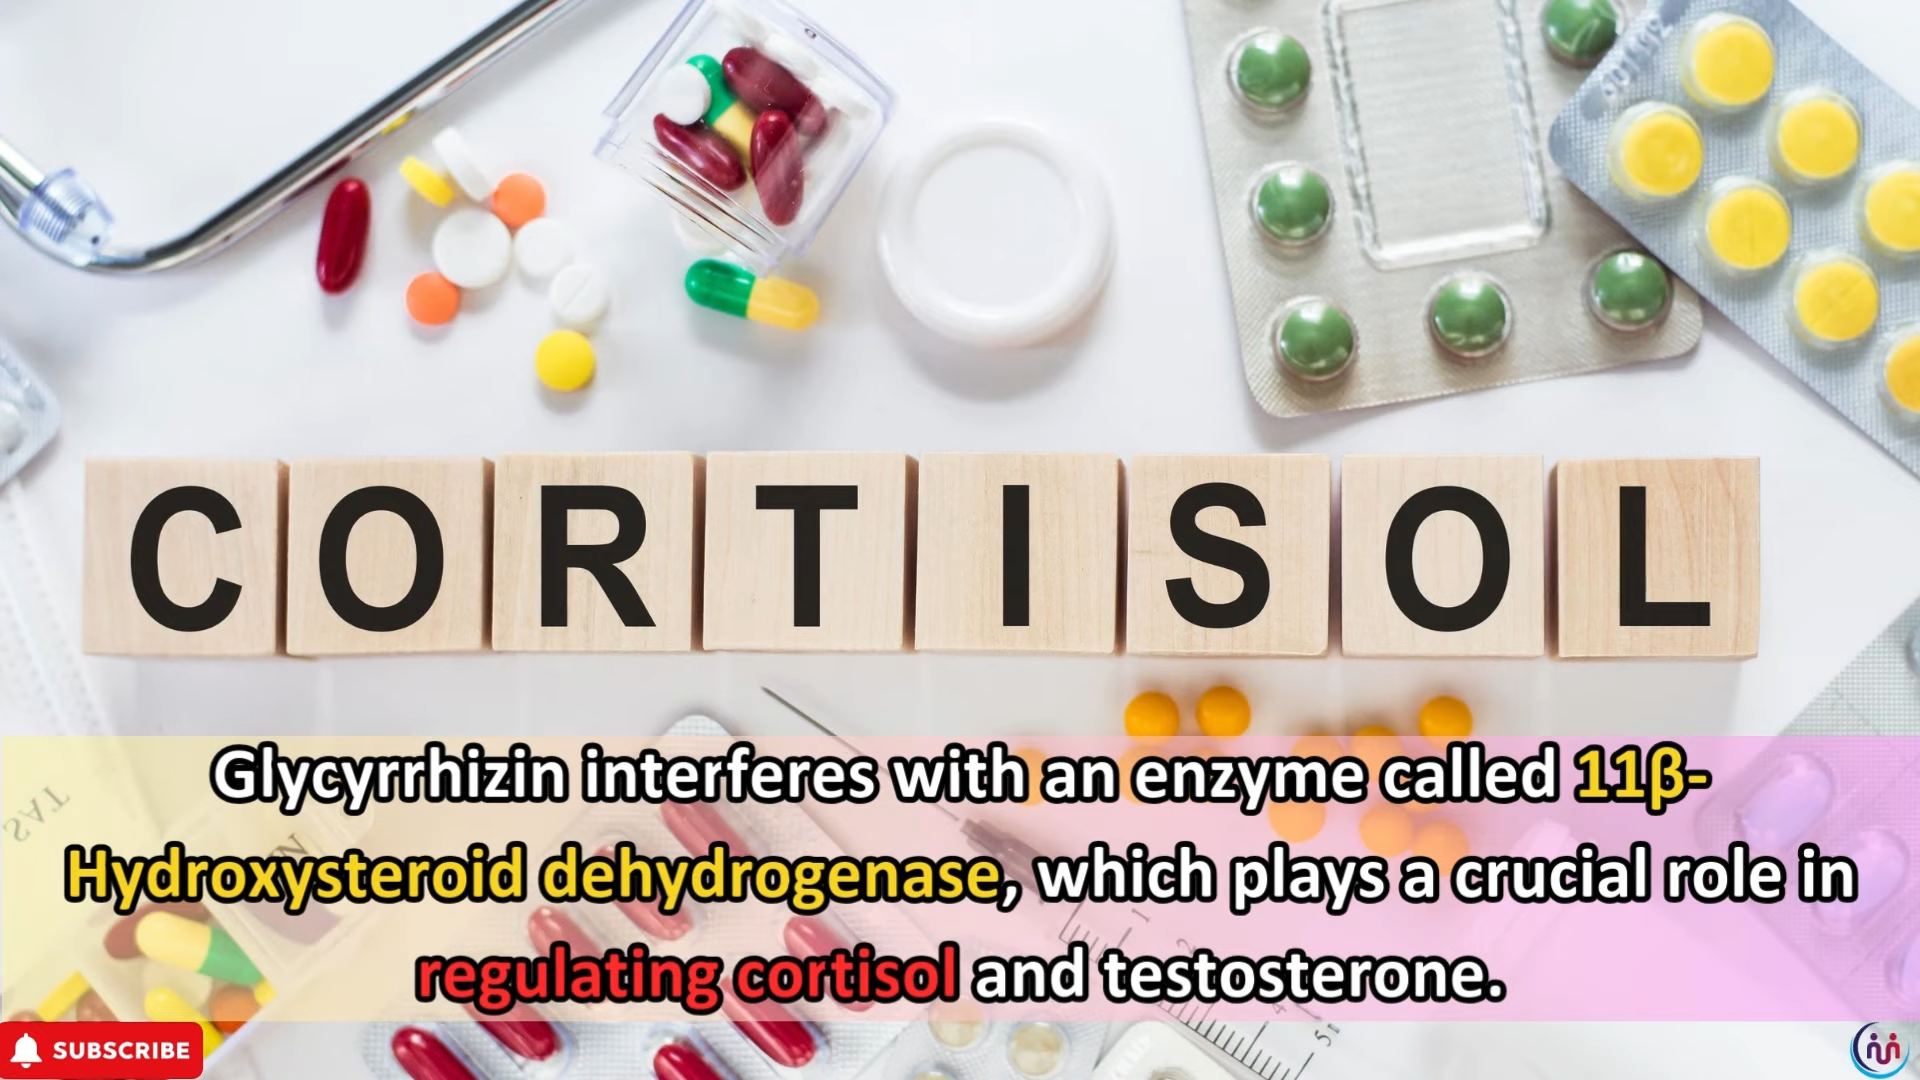 CORTISOL
Glycyrrhizin interferes with an enzyme called 11β-
Hydroxysteroid dehydrogenase, which plays a crucial role in
regulating cortisol and testosterone.
SUBSCRIBE